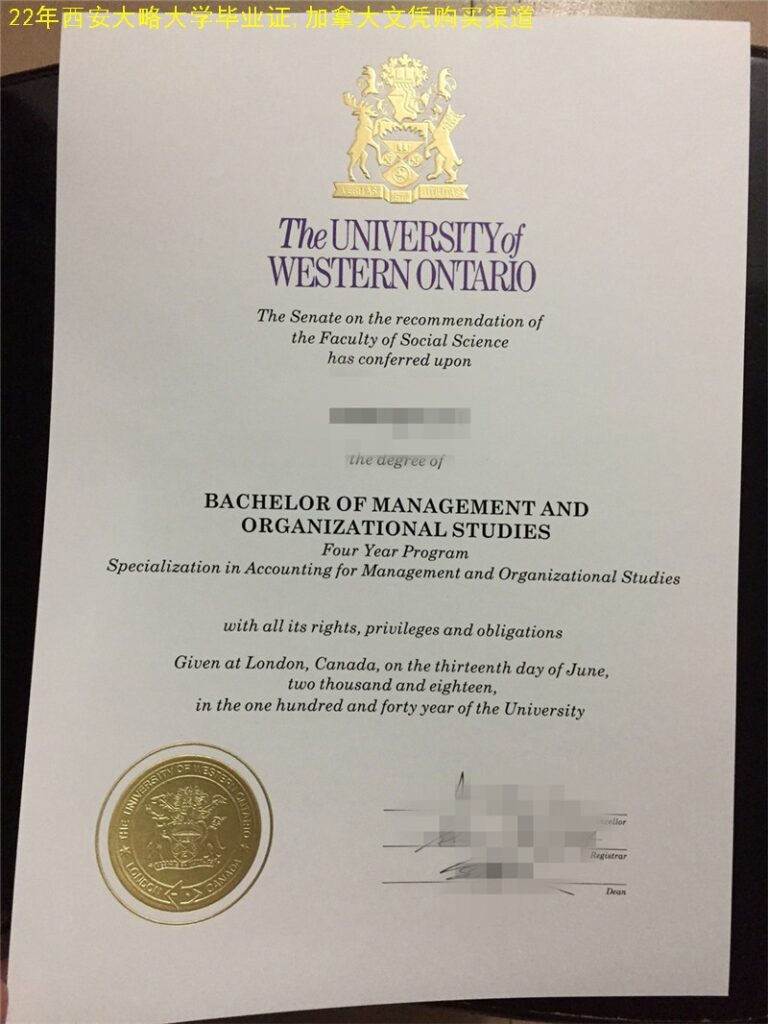 22年西安大略大学毕业证,加拿大文凭购买渠道
VERITAS ET UTILITAS
The UNIVERSITY of
WESTERN ONTARIO
The Senate on the recommendation of
the Faculty of Social Science
has conferred upon
the degree of
BACHELOR OF MANAGEMENT AND
ORGANIZATIONAL STUDIES
Four Year Program
Specialization in Accounting for Management and Organizational Studies
with all its rights, privileges and obligations
Given at London, Canada, on the thirteenth day of June,
two thousand and eighteen,
in the one hundred and forty year of the University
THE UNIVERSITY OF WESTERN ONTARIO
LONDON CANADA
Registrar
Dean